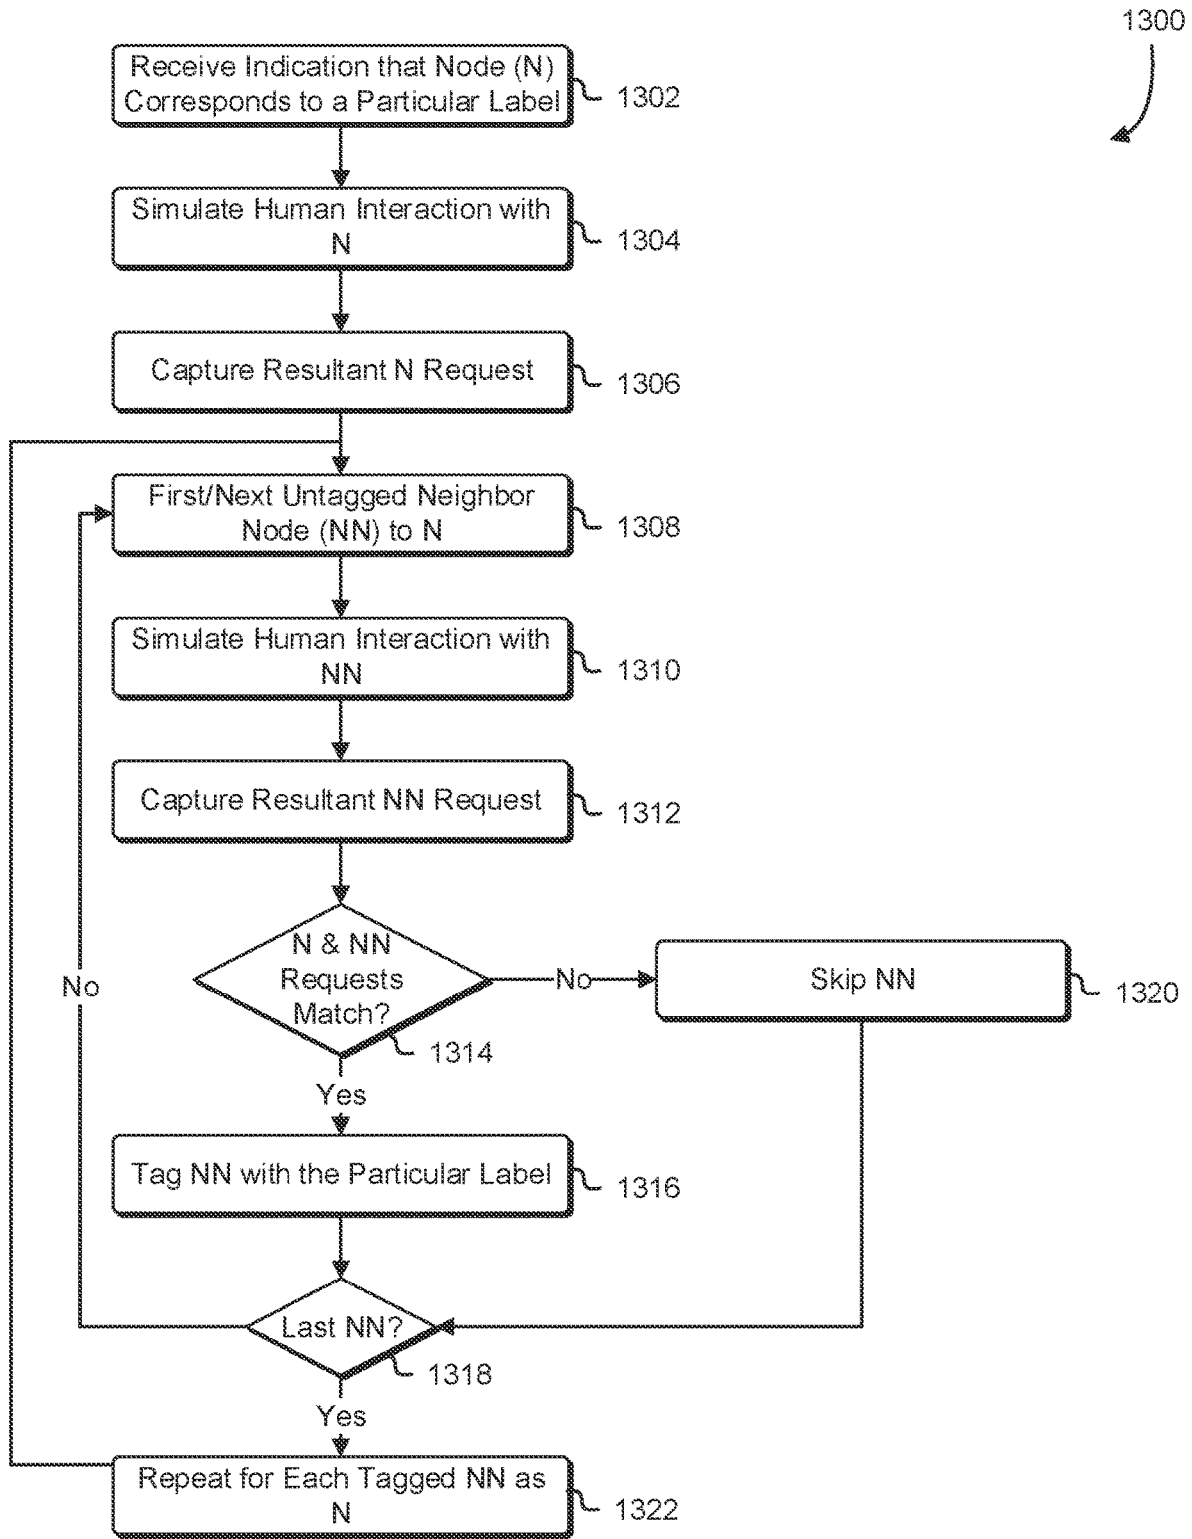 1300
Receive Indication that Node (N)
Corresponds to a Particular Label
1302
Simulate Human Interaction with
N
1304
Capture Resultant N Request
1306
First/Next Untagged Neighbor
Node (NN) to N
1308
Simulate Human Interaction with
NN
1310
Capture Resultant NN Request
1312
N & NN
Requests
Match?
1314
No
Skip NN
1320
No
Yes
Tag NN with the Particular Label
1316
Last NN?
1318
Yes
Repeat for Each Tagged NN as
N
1322